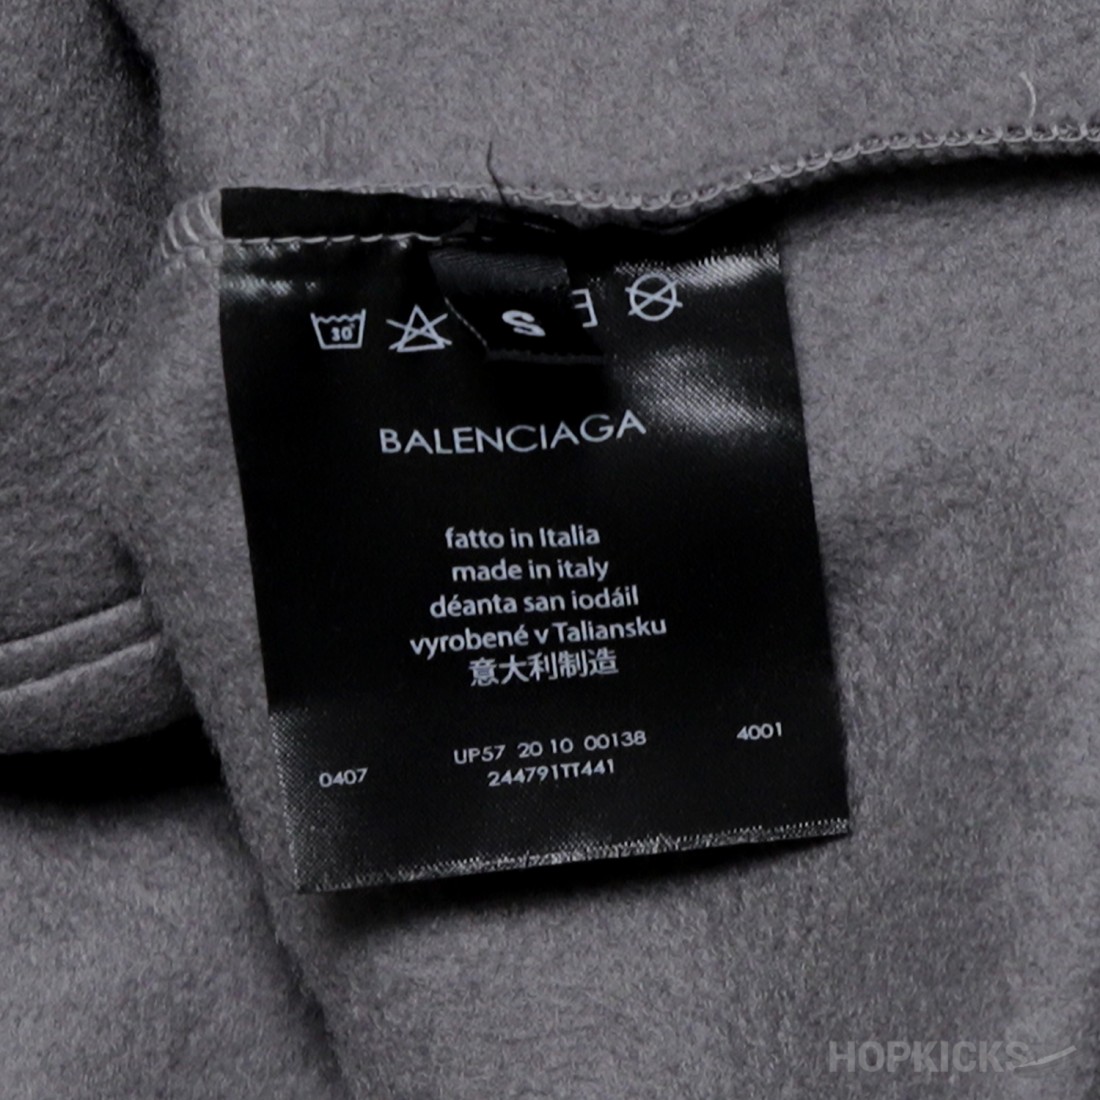 30
S
BALENCIAGA
fatto in Italia
made in italy
déanta san iodáil
vyrobené v Taliansku
意大利制造
0407 UP57 20 10 00138 4001
244791TT441
HOPKICKS